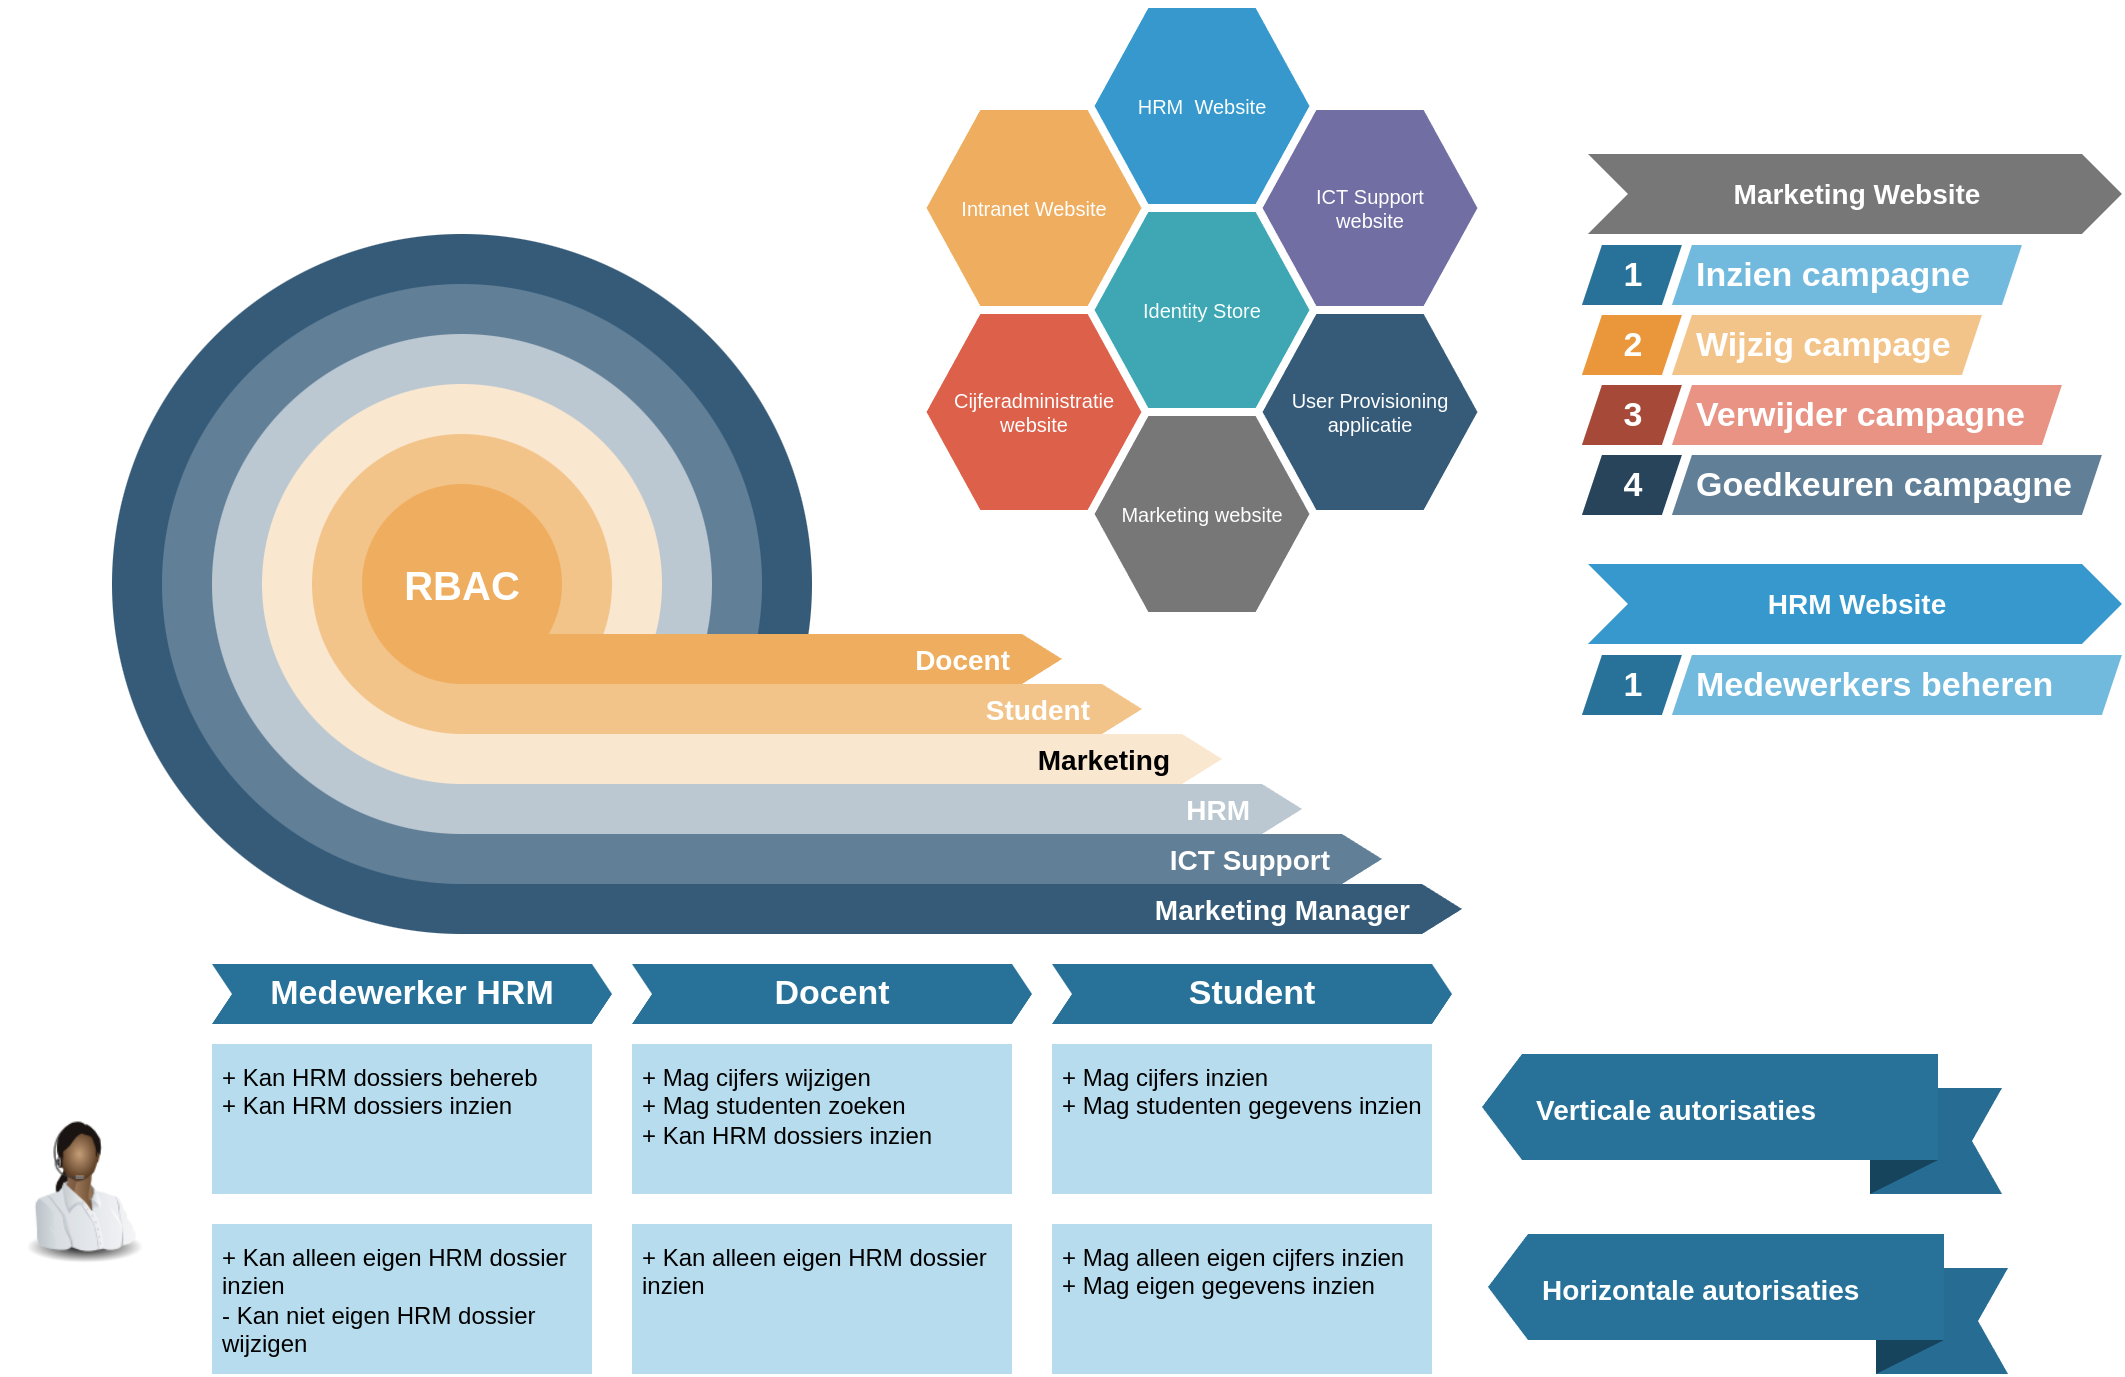 HRM  Website
Intranet Website
ICT Support
website
Identity Store
Cijferadministratie
website
User Provisioning
applicatie
Marketing website
Marketing Website
1 Inzien campagne
2 Wijzig campage
3 Verwijder campagne
4 Goedkeuren campagne
HRM Website
1 Medewerkers beheren
RBAC
Docent
Student
Marketing
HRM
ICT Support
Marketing Manager
Medewerker HRM
+ Kan HRM dossiers behereb
+ Kan HRM dossiers inzien
Docent
+ Mag cijfers wijzigen
+ Mag studenten zoeken
+ Kan HRM dossiers inzien
Student
+ Mag cijfers inzien
+ Mag studenten gegevens inzien
Verticale autorisaties
+ Kan alleen eigen HRM dossier
inzien
- Kan niet eigen HRM dossier
wijzigen
+ Kan alleen eigen HRM dossier
inzien
+ Mag alleen eigen cijfers inzien
+ Mag eigen gegevens inzien
Horizontale autorisaties